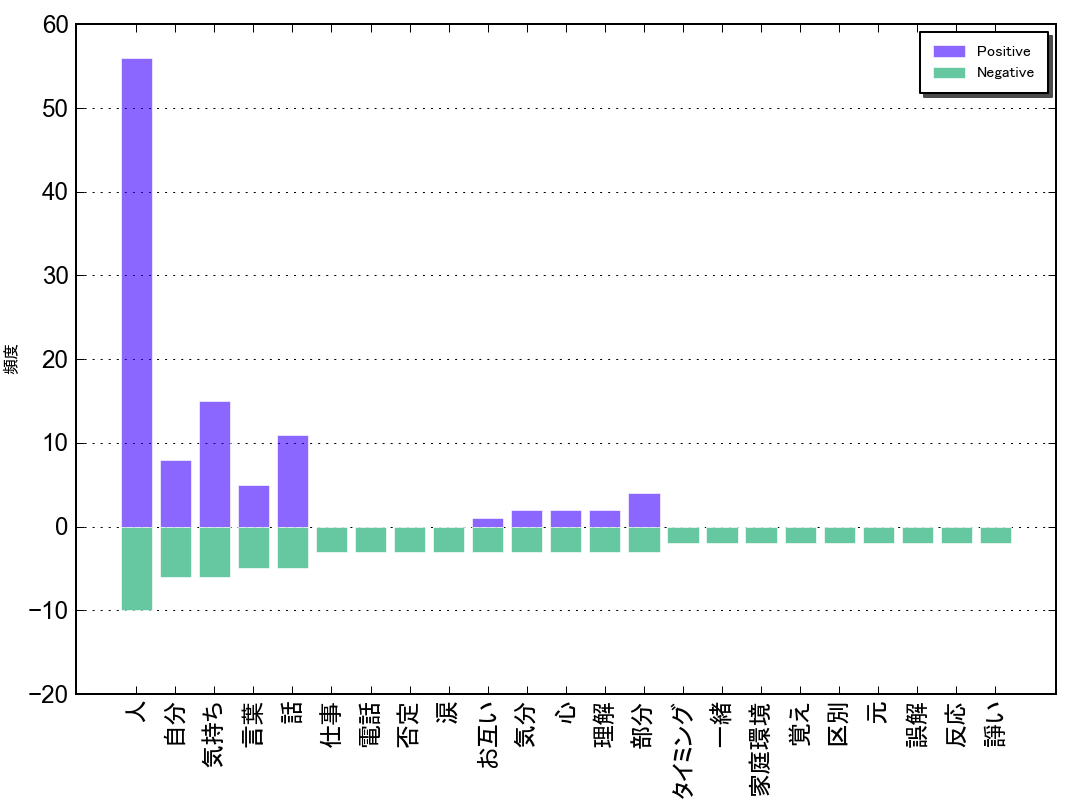 60
50
40
30
20
10
0
−10
−20
頻度
Positive
Negative
人
自分
気持ち
言葉
話
仕事
電話
否定
涙
お互い
気分
心
理解
部分
タイミング
一緒
家庭環境
覚え
区別
元
誤解
反応
諍い